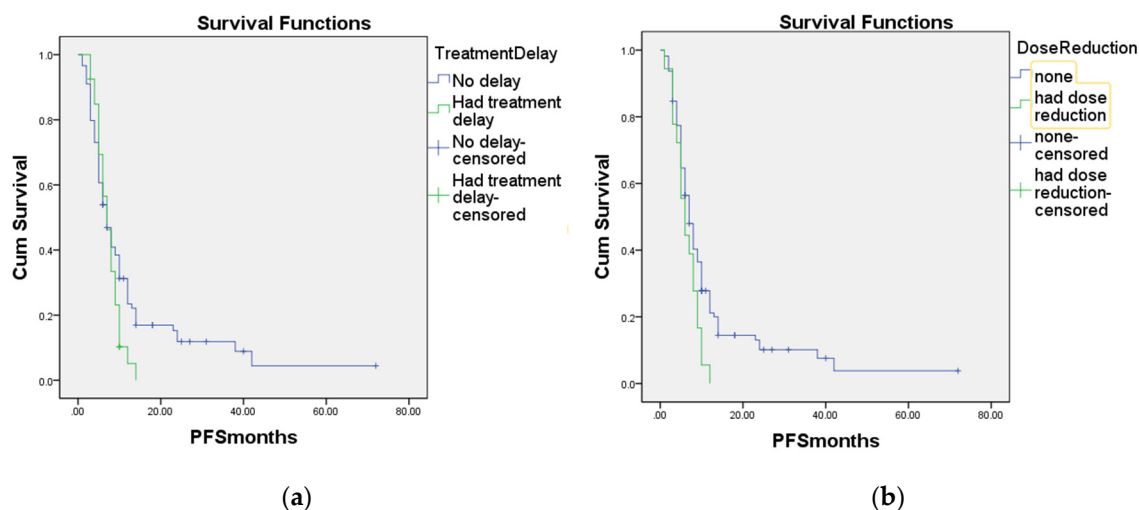 Survival Functions
TreatmentDelay
No delay
Had treatment
delay
No delay-
censored
Had treatment
delay-
censored
Cum Survival
1.0
0.8
0.6
0.4
0.2
0.0
.00
20.00
40.00
60.00
80.00
PFSmonths
(a)
Survival Functions
DoseReduction
none
had dose
reduction
none-
censored
had dose
reduction-
censored
Cum Survival
1.0
0.8
0.6
0.4
0.2
0.0
.00
20.00
40.00
60.00
80.00
PFSmonths
(b)